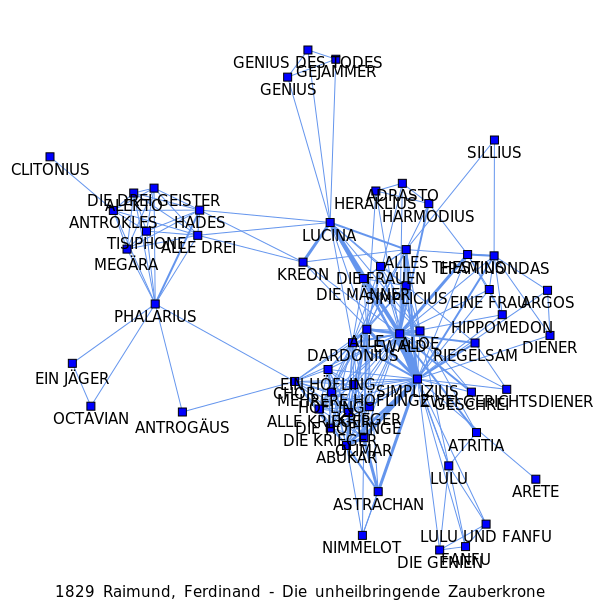 GENIUS DES TODES
GEJAMMER
GENIUS
SILLIUS
CLITONIUS
ADRASTO
DIE DREI GEISTER
HERAKLIUS
ALEKTO
HARMODIUS
ANTROKLES
HADES
LUCINA
TISIPHONE
ALLE DREI
MEGÄRA
ALLES
KREON
DIE FRAUEN
DIE MÄNNER
SIMPLICIUS
EINE FRAU
ARGOS
PHALARIUS
HIPPOMEDON
ALLE
EWALD
ALOE
DIENER
DARDONIUS
RIEGELSAM
EIN JÄGER
EIN HÖFLING
CHOR
SIMPLIZIUS
MEHRERE HÖFLINGE
ZWEI GERICHTSDIENER
GESCHREI
HÖFLING
OCTAVIAN
ALLE KRIEGER
ANTROGÄUS
DIE HÖFLINGE
DIE KRIEGER
ATRITIA
OLIMAR
ABUKAR
LULU
ARETE
ASTRACHAN
LULU UND FANFU
NIMMELOT
FANFU
DIE GENIEN
1829 Raimund, Ferdinand - Die unheilbringende Zauberkrone